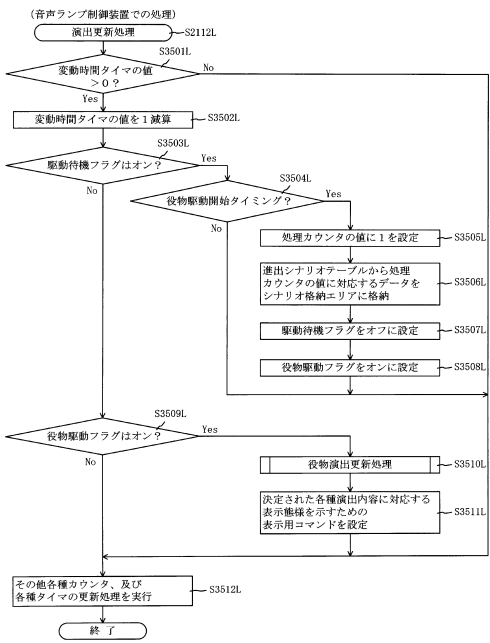 (音声ランプ制御装置での処理)
演出更新処理
S2112L
S3501L
変動時間タイマの値
＞0？
No
Yes
変動時間タイマの値を1減算
S3502L
S3503L
駆動待機フラグはオン？
Yes
No
S3504L
役物駆動開始タイミング？
Yes
No
処理カウンタの値に1を設定
S3505L
進出シナリオテーブルから処理
カウンタの値に対応するデータを
シナリオ格納エリアに格納
S3506L
駆動待機フラグをオフに設定
S3507L
役物駆動フラグをオンに設定
S3508L
S3509L
役物駆動フラグはオン？
Yes
No
役物演出更新処理
S3510L
決定された各種演出内容に対応する
表示態様を示すための
表示用コマンドを設定
S3511L
その他各種カウンタ、及び
各種タイマの更新処理を実行
S3512L
終了